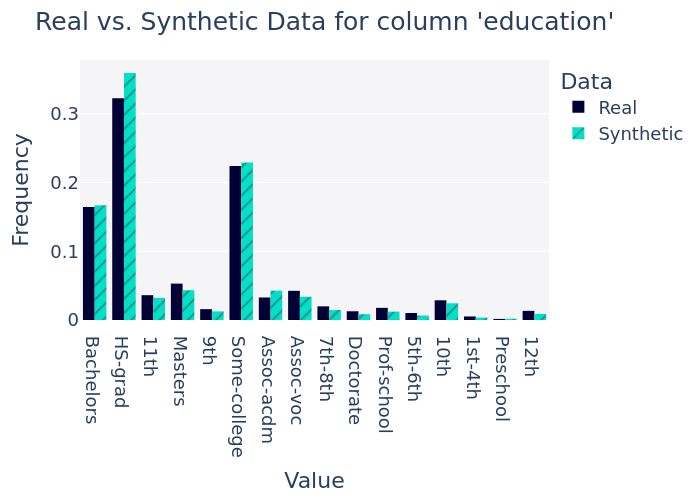 Real vs. Synthetic Data for column 'education'
Data
Real
Synthetic
Frequency
0.3
0.2
0.1
0
Bachelors
HS-grad
11th
Masters
9th
Some-college
Assoc-acdm
Assoc-voc
7th-8th
Doctorate
Prof-school
5th-6th
10th
1st-4th
Preschool
12th
Value